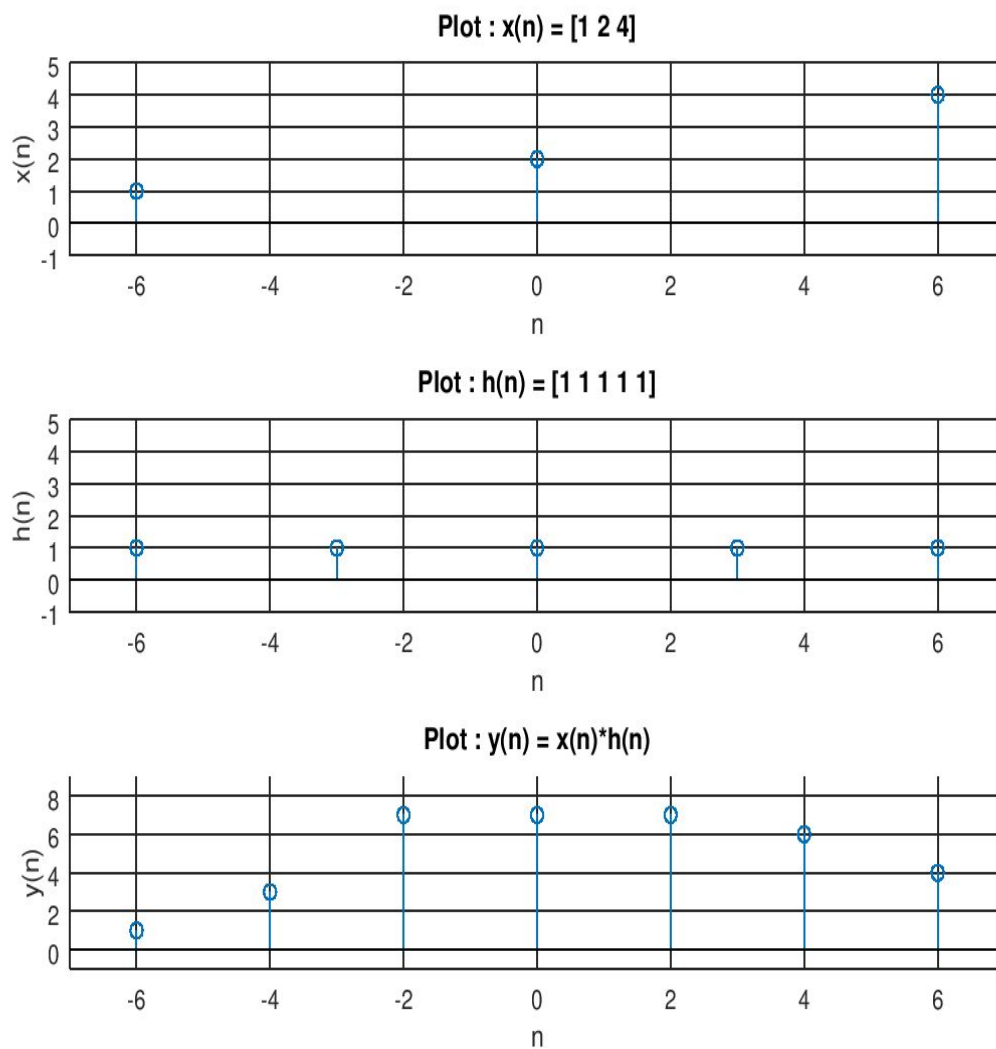 Plot : x(n) = [1 2 4]
5
4
3
2
1
0
-1
x(n)
-6 -4 -2 0 2 4 6
n
Plot : h(n) = [1 1 1 1 1]
5
4
3
2
1
0
-1
h(n)
-6 -4 -2 0 2 4 6
n
Plot : y(n) = x(n)*h(n)
8
6
4
2
0
y(n)
-6 -4 -2 0 2 4 6
n